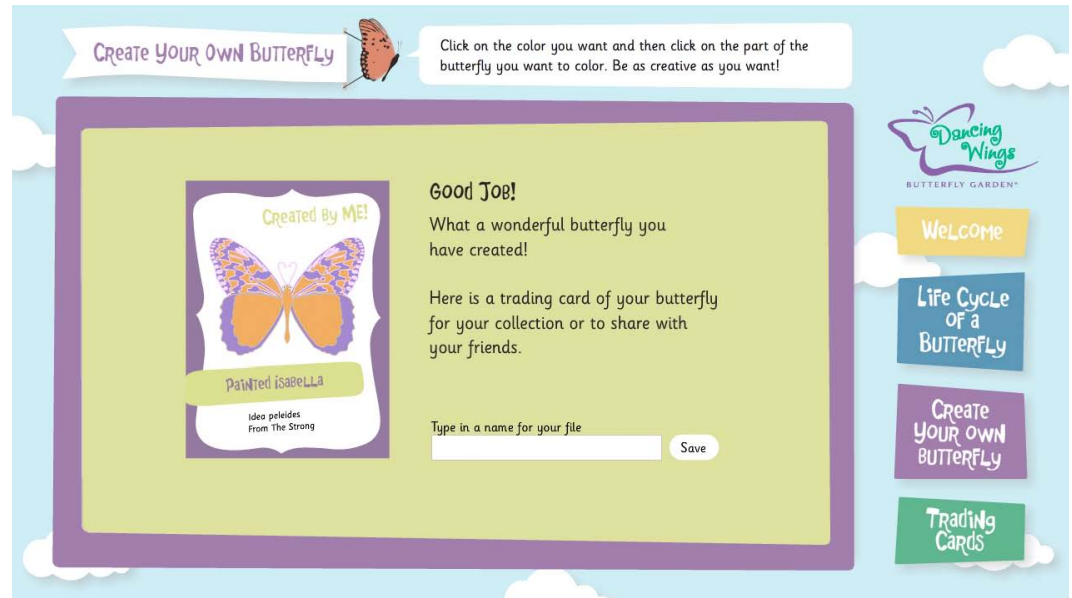 Create Your Own Butterfly
Click on the color you want and then click on the part of the
butterfly you want to color. Be as creative as you want!
Created By ME!
Painted isabella
Idea peleides
From The Strong
Good Job!
What a wonderful butterfly you
have created!
Here is a trading card of your butterfly
for your collection or to share with
your friends.
Type in a name for your file
Save
Dancing
Wings
BUTTERFLY GARDEN®
Welcome
Life Cycle
of a
Butterfly
Create
Your Own
Butterfly
Trading
Cards